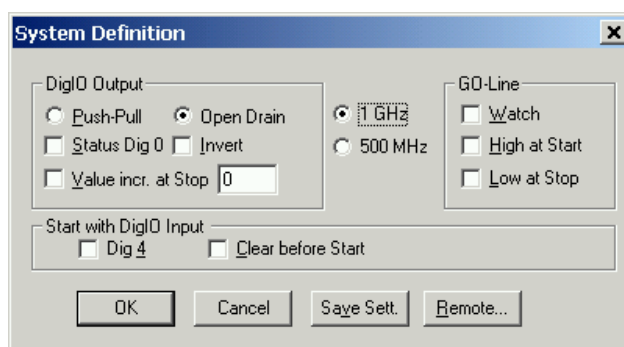 System Definition
DigIO Output
Push-Pull Open Drain
Status Dig 0 Invert
Value incr. at Stop 0
1 GHz
500 MHz
GO-Line
Watch
High at Start
Low at Stop
Start with DigIO Input
Dig 4 Clear before Start
OK Cancel Save Sett. Remote...